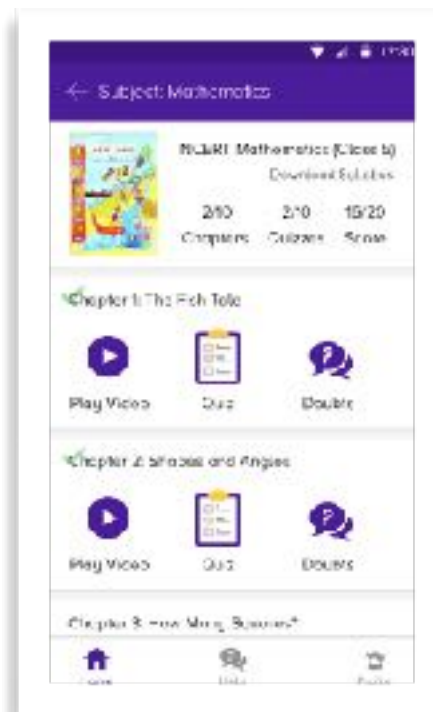 Subject: Mathematics
NCERT Mathematics (Class 5)
Download Syllabus
2/10 2/10 15/20
Chapters Quizzes Score
Chapter 1: The Fish Tale
Play Video Quiz Doubts
Chapter 2: Shapes and Angles
Play Video Quiz Doubts
Chapter 3: How Many Squares?